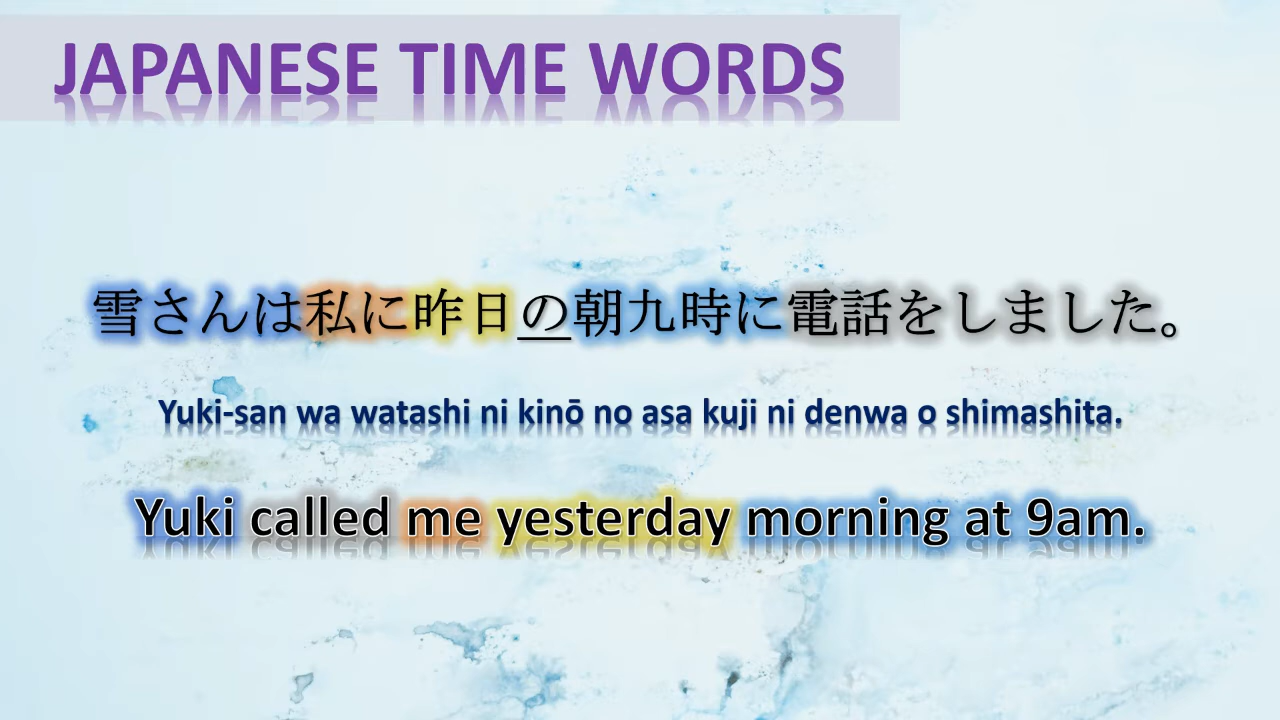 JAPANESE TIME WORDS
雪さんは私に昨日の朝九時に電話をしました。
Yuki-san wa watashi ni kinō no asa kuji ni denwa o shimashita.
Yuki called me yesterday morning at 9am.